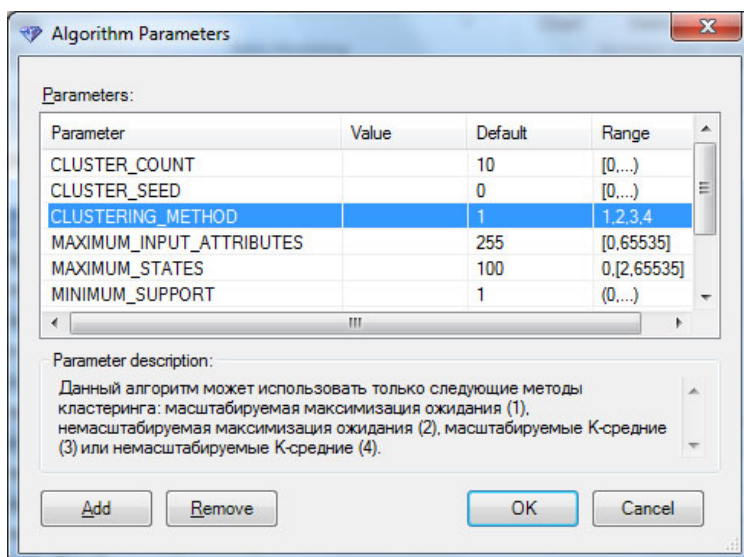 Algorithm Parameters
Parameters:
Parameter Value Default Range
CLUSTER_COUNT 10 [0,...)
CLUSTER_SEED 0 [0,...)
CLUSTERING_METHOD 1 1,2,3,4
MAXIMUM_INPUT_ATTRIBUTES 255 [0,65535]
MAXIMUM_STATES 100 0,[2,65535]
MINIMUM_SUPPORT 1 (0,...)
Parameter description:
Данный алгоритм может использовать только следующие методы
кластеринга: масштабируемая максимизация ожидания (1),
немасштабируемая максимизация ожидания (2), масштабируемые К-средние
(3) или немасштабируемые К-средние (4).
Add Remove OK Cancel